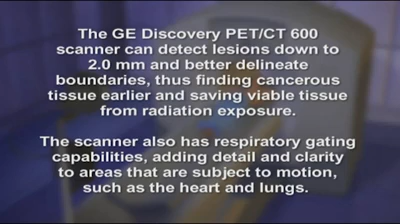 The GE Discovery PET/CT 600
scanner can detect lesions down to
2.0 mm and better delineate
boundaries, thus finding cancerous
tissue earlier and saving viable tissue
from radiation exposure.
The scanner also has respiratory gating
capabilities, adding detail and clarity
to areas that are subject to motion,
such as the heart and lungs.